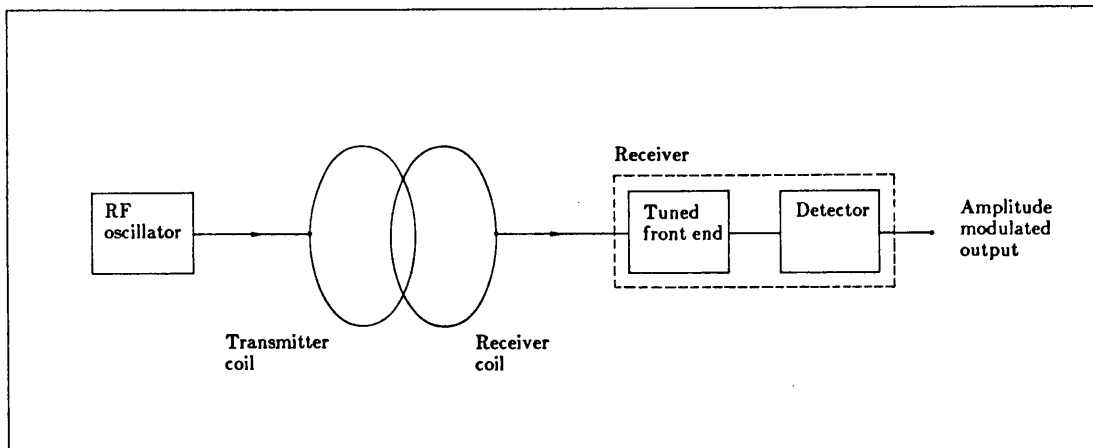 RF
oscillator
Transmitter
coil
Receiver
coil
Receiver
Tuned
front end
Detector
Amplitude
modulated
output